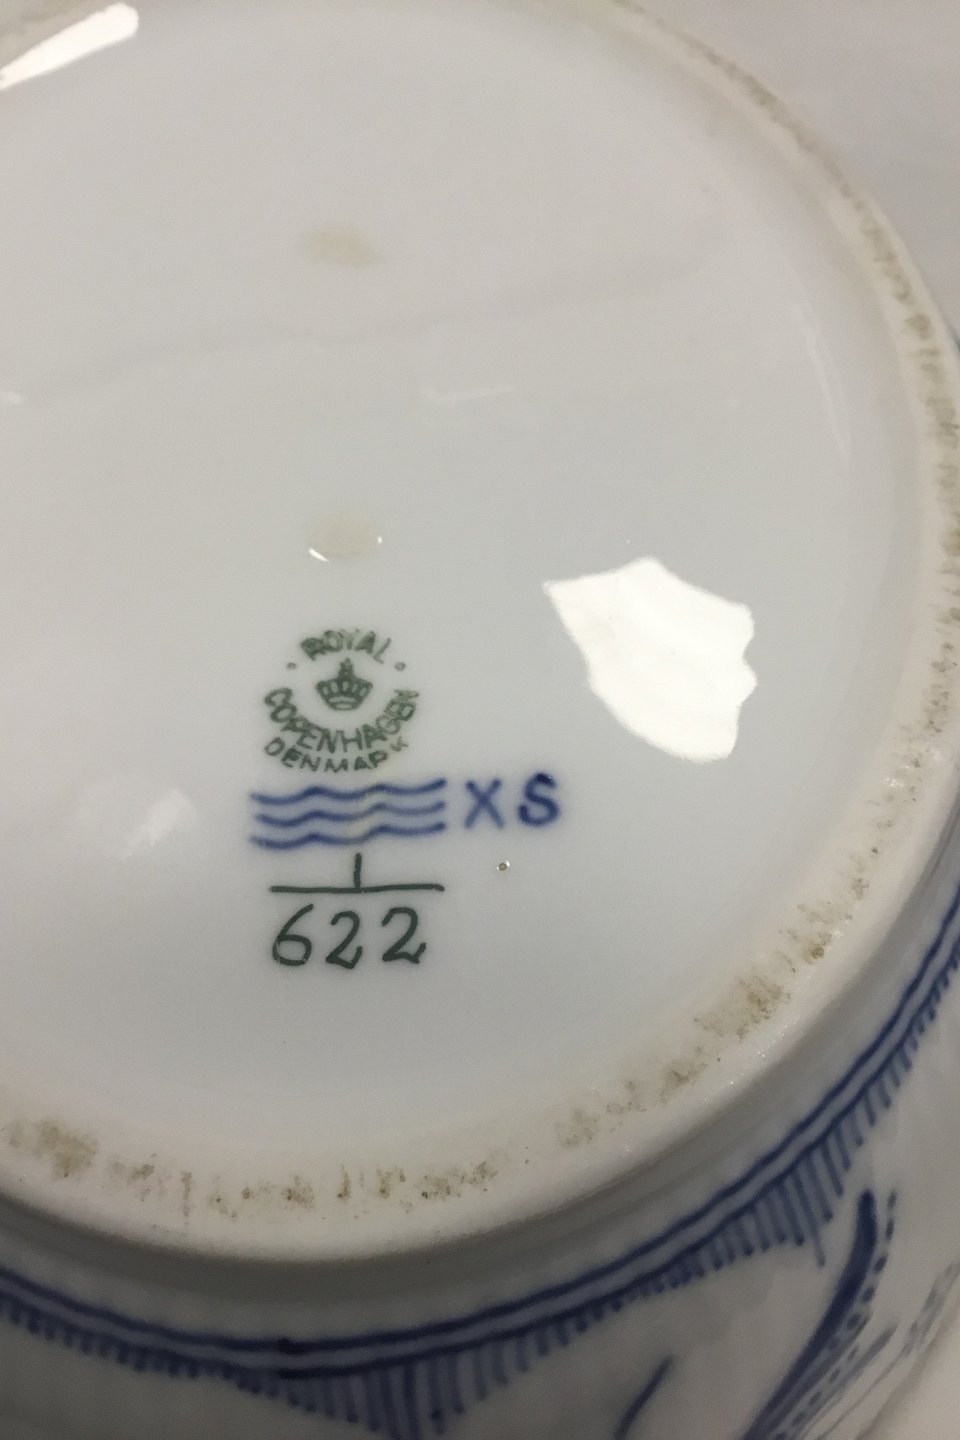 ROYAL
COPENHAGEN
DENMARK
XS
1
622